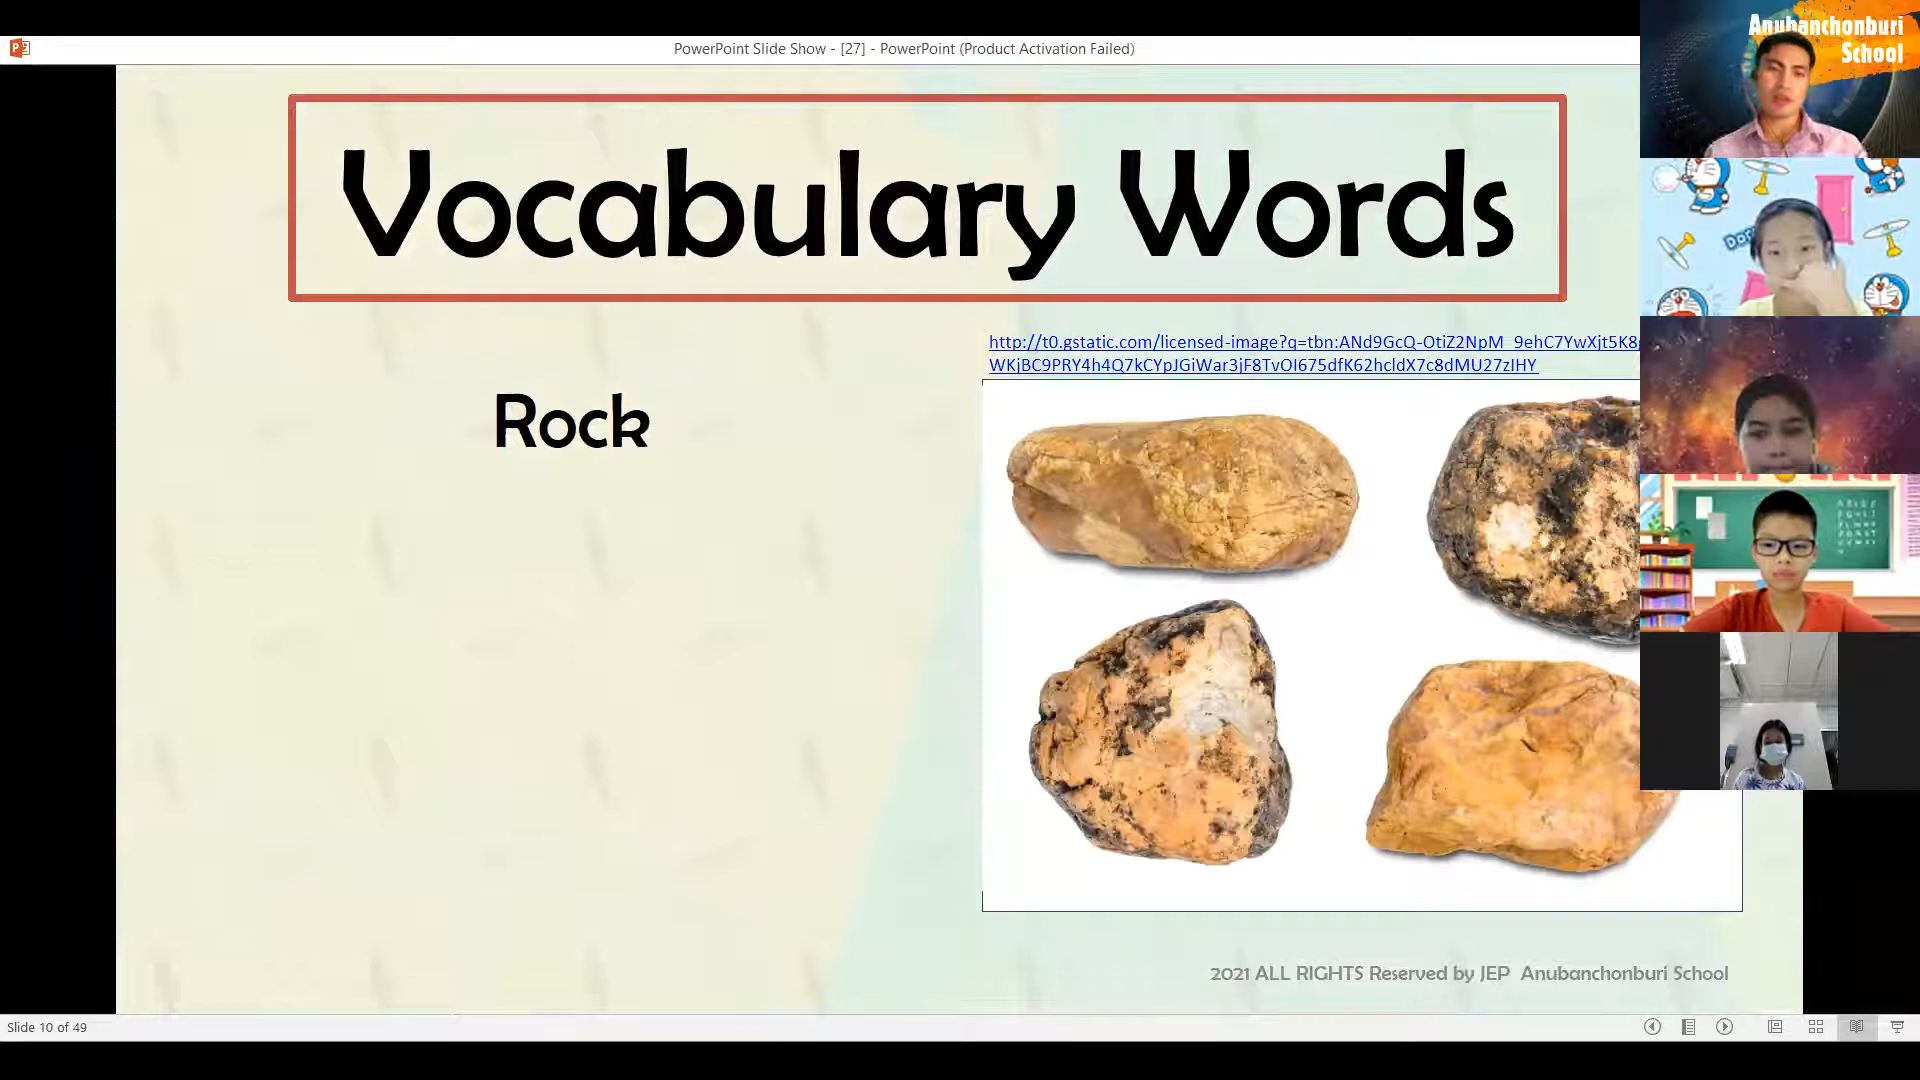 PowerPoint Slide Show - [27] - PowerPoint (Product Activation Failed)
Anubanchonburi
School
Vocabulary Words
http://t0.gstatic.com/licensed-image?q=tbn:ANd9GcQ-OtiZ2NpM_9ehC7YwXjt5K8
WKjBC9PRY4h4Q7kCYpJGiWar3jF8TvOI675dfK62hcldX7c8dMU27zIHY
Rock
2021 ALL RIGHTS Reserved by JEP Anubanchonburi School
Slide 10 of 49